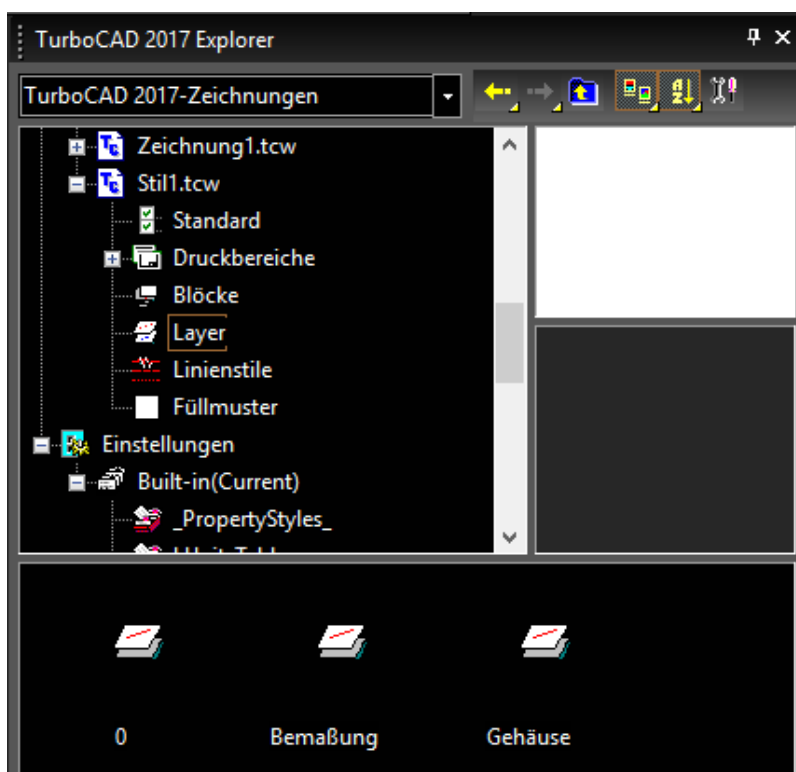 TurboCAD 2017 Explorer
TurboCAD 2017-Zeichnungen
Zeichnung1.tcw
Stil1.tcw
Standard
Druckbereiche
Blöcke
Layer
Linienstile
Füllmuster
Einstellungen
Built-in(Current)
_PropertyStyles_
0 Bemaßung Gehäuse